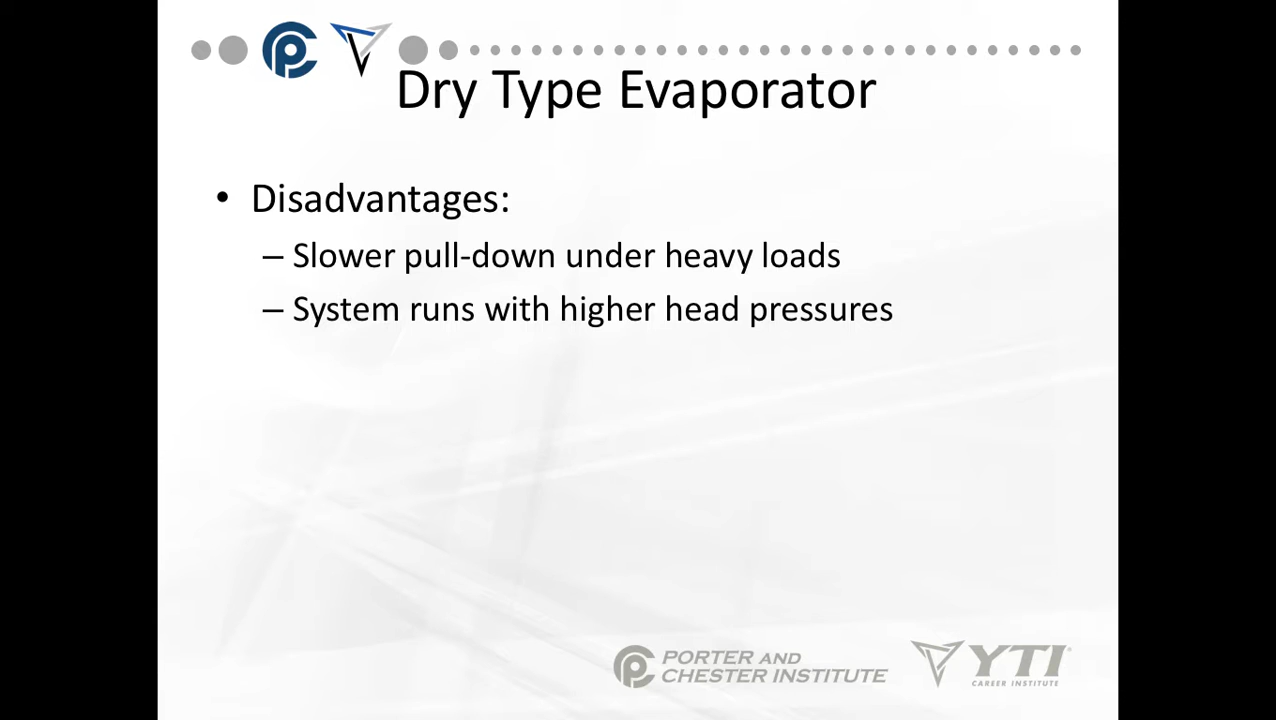 Dry Type Evaporator
• Disadvantages:
– Slower pull-down under heavy loads
– System runs with higher head pressures
PORTER AND
CHESTER INSTITUTE
YTI
CAREER INSTITUTE